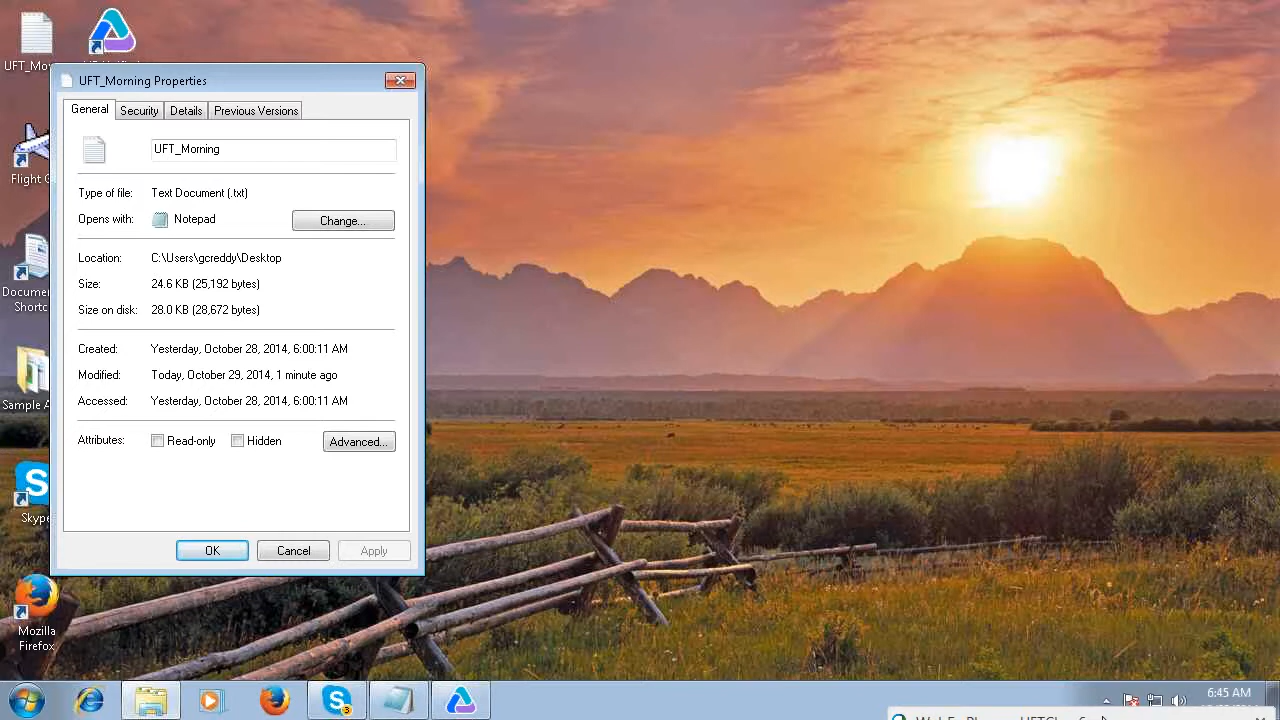 UFT_Mo
UFT_Morning Properties
General
Security
Details
Previous Versions
UFT_Morning
Type of file:
Text Document (.txt)
Opens with:
Notepad
Change...
Location:
C:\Users\gcreddy\Desktop
Size:
24.6 KB (25,192 bytes)
Size on disk:
28.0 KB (28,672 bytes)
Created:
Yesterday, October 28, 2014, 6:00:11 AM
Modified:
Today, October 29, 2014, 1 minute ago
Accessed:
Yesterday, October 28, 2014, 6:00:11 AM
Attributes:
Read-only
Hidden
Advanced...
OK
Cancel
Apply
Flight G
Documen
Shortc
Sample A
S
Skype
Mozilla
Firefox
S
3
6:45 AM